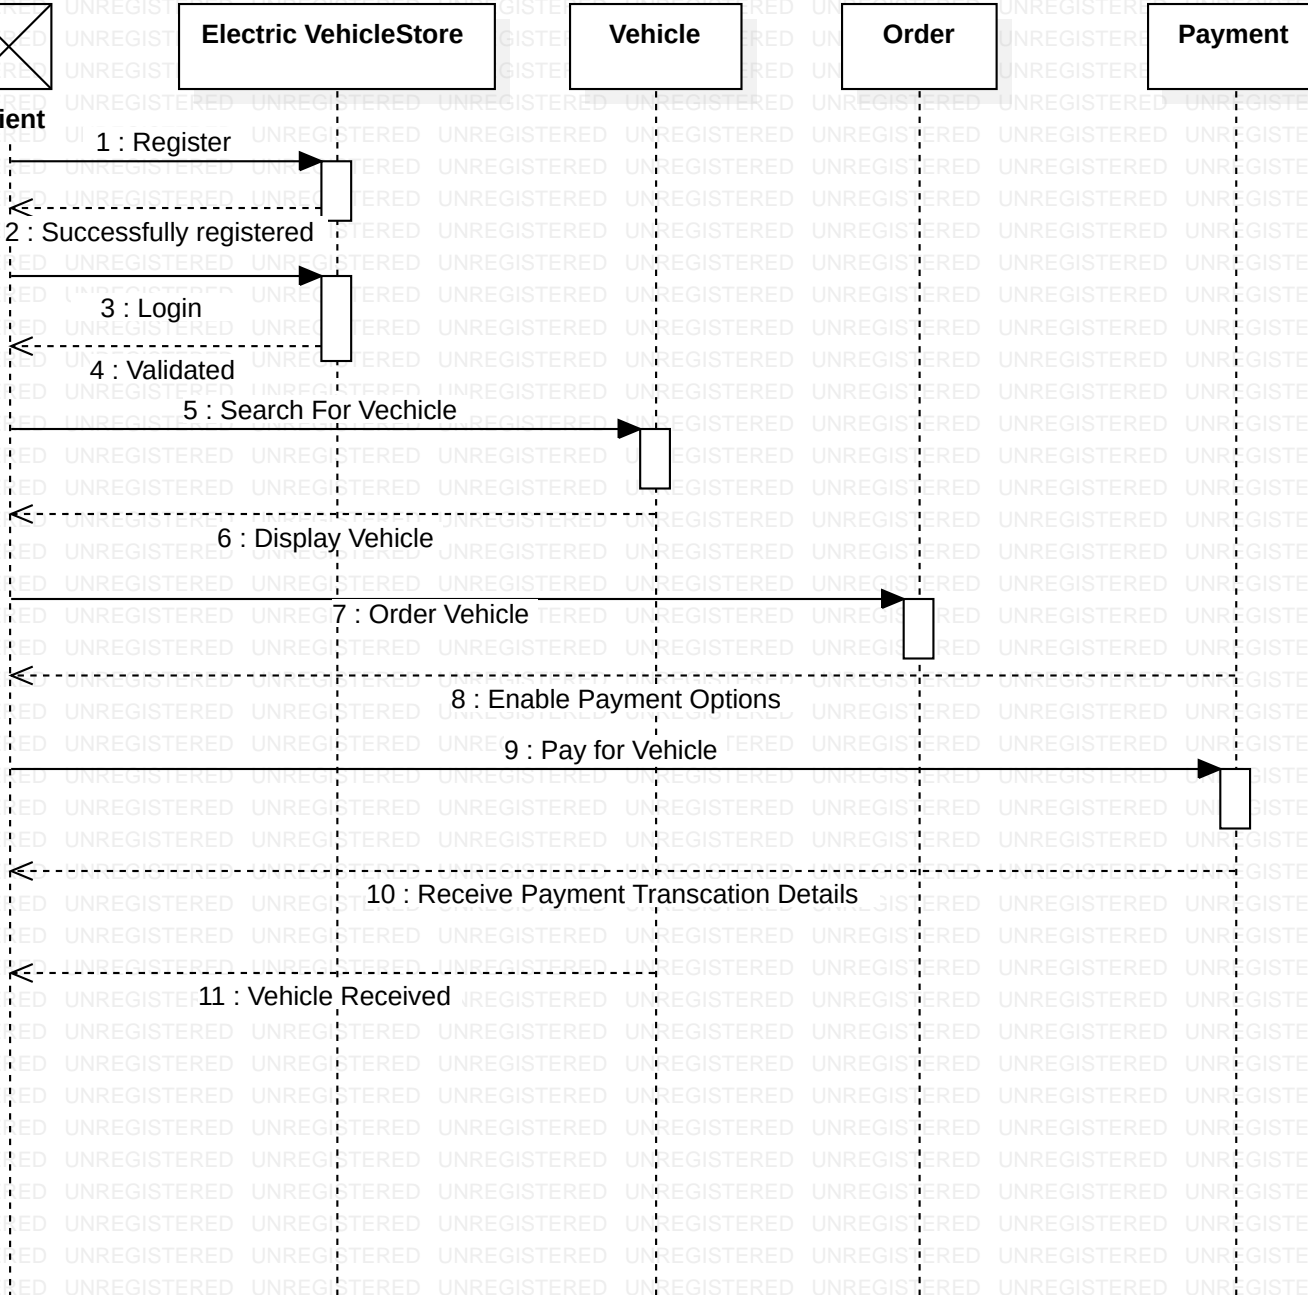 Electric VehicleStore
Vehicle
Order
Payment
ient
1 : Register
2 : Successfully registered
3 : Login
4 : Validated
5 : Search For Vechicle
6 : Display Vehicle
7 : Order Vehicle
8 : Enable Payment Options
9 : Pay for Vehicle
10 : Receive Payment Transcation Details
11 : Vehicle Received
UNREGISTERED